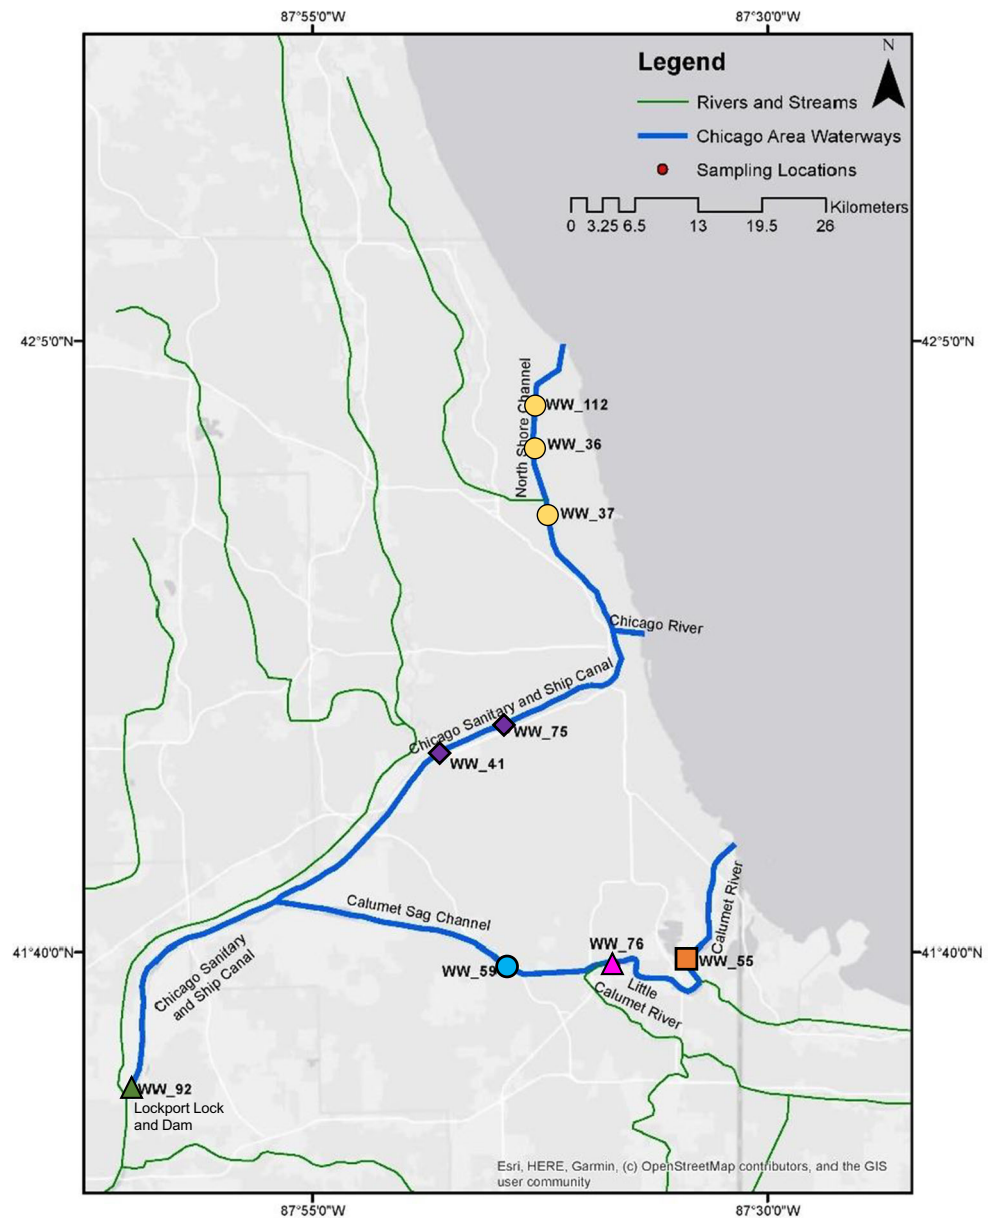 87°55'0"W
87°30'0"W
N
Legend
Rivers and Streams
Chicago Area Waterways
Sampling Locations
Kilometers
0 3.25 6.5 13 19.5 26
42°5'0"N
42°5'0"N
North Shore Channel
WW_112
WW_36
WW_37
Chicago River
Chicago Sanitary and Ship Canal
WW_75
WW_41
Calumet River
Calumet Sag Channel
41°40'0"N
41°40'0"N
WW_76
WW_55
WW_59
Chicago Sanitary
and Ship Canal
Little
Calumet River
WW_92
Lockport Lock
and Dam
Esri, HERE, Garmin, (c) OpenStreetMap contributors, and the GIS
user community
87°55'0"W
87°30'0"W